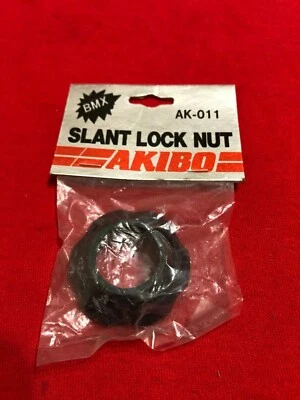 BMX
AK-011
SLANT LOCK NUT
AKIBO